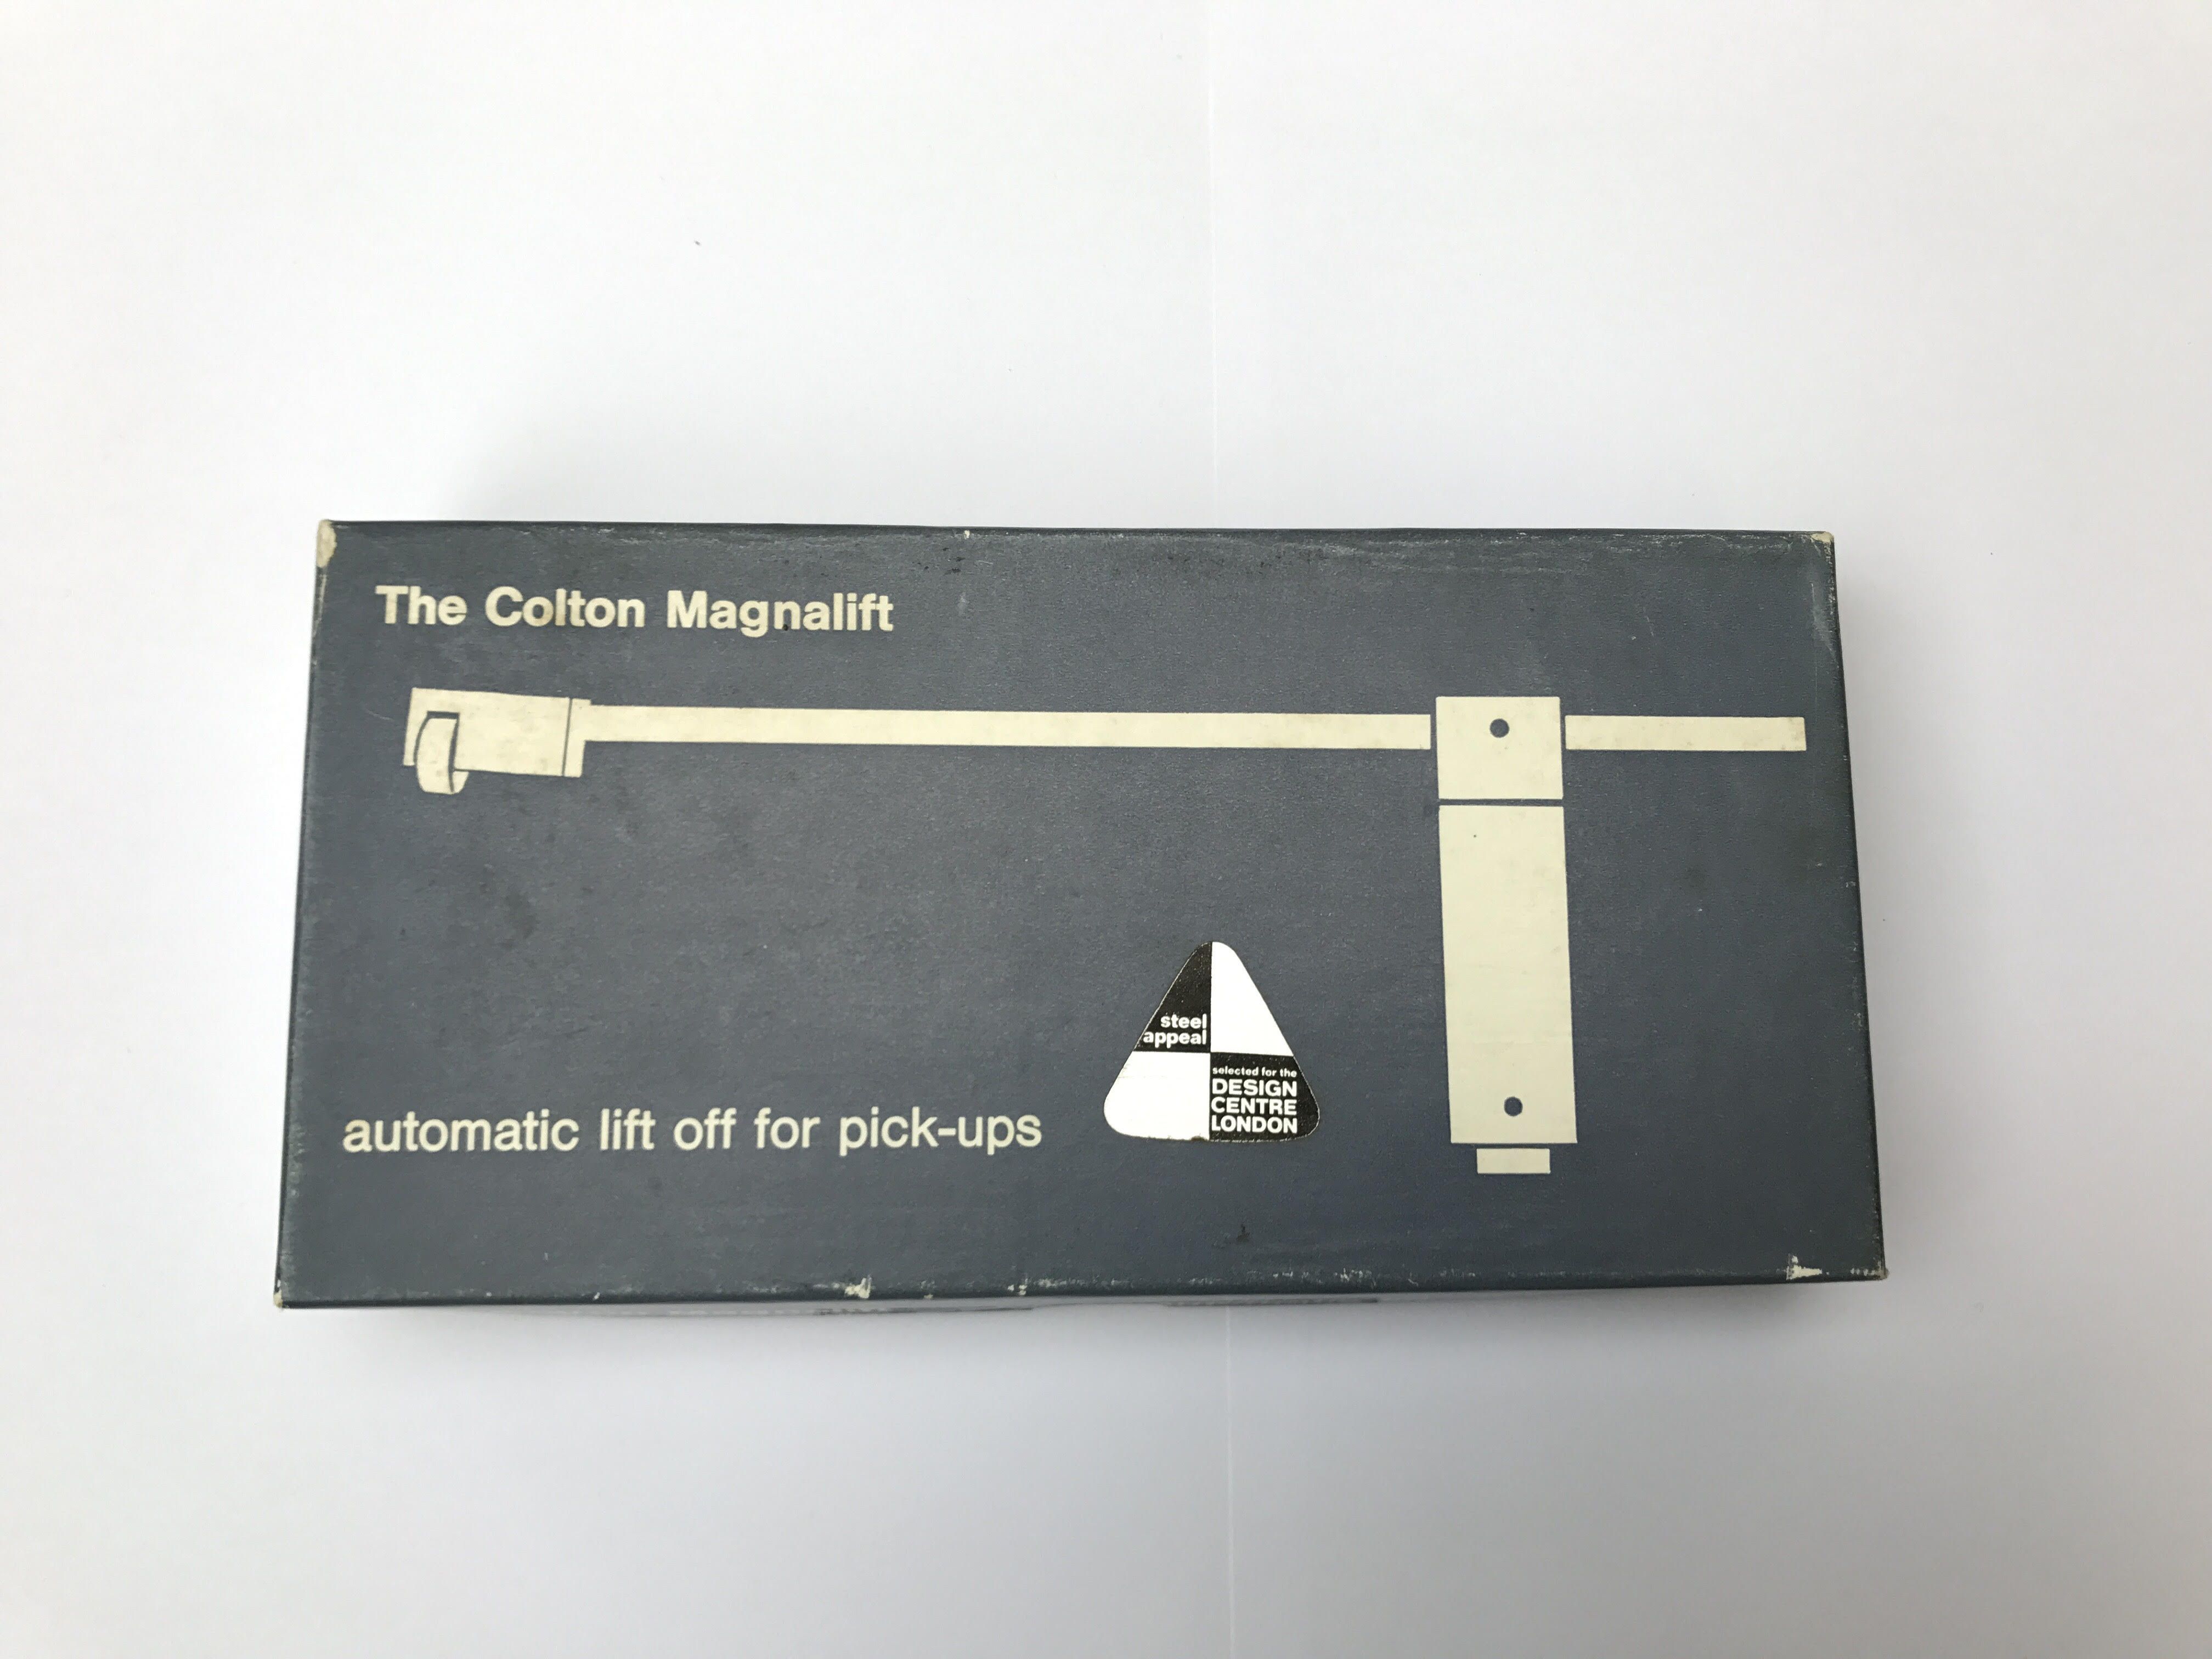 The Colton Magnalift
steel
appeal
selected for the
DESIGN
CENTRE
LONDON
automatic lift off for pick-ups